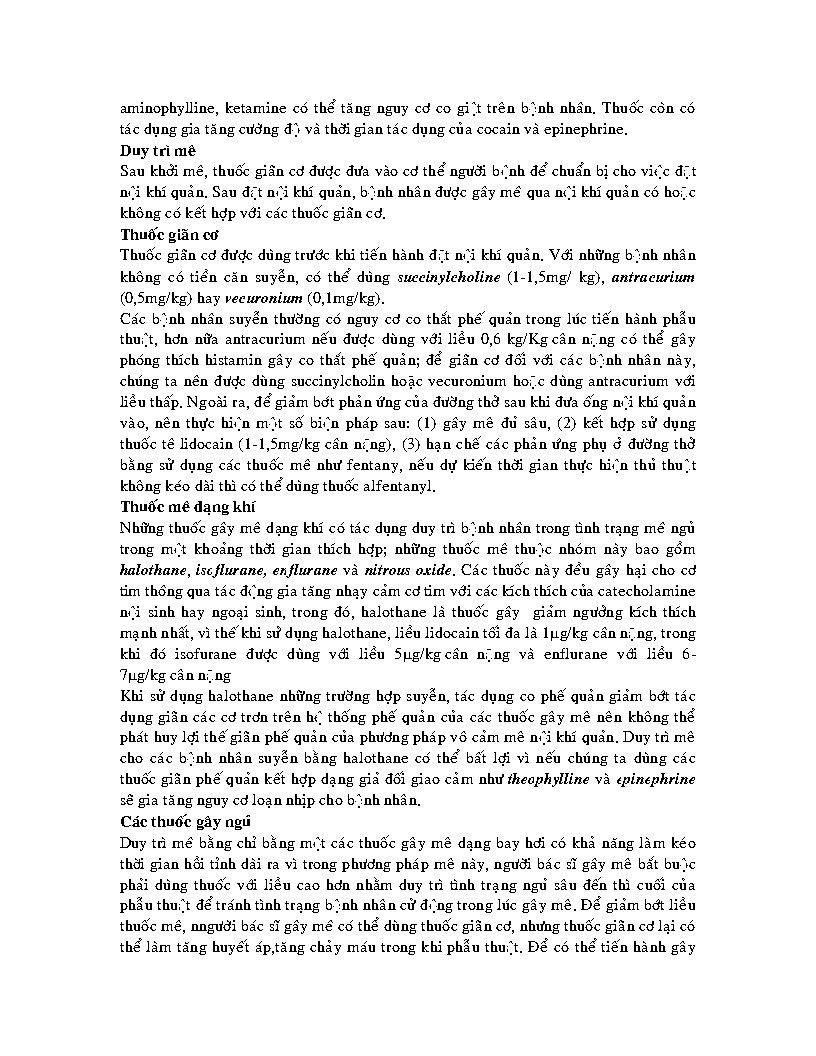 aminophylline, ketamine có thể tăng nguy cơ co giật trên bệnh nhân. Thuốc còn có
tác dụng gia tăng cường độ và thời gian tác dụng của cocain và epinephrine.
Duy trì mê
Sau khởi mê, thuốc giãn cơ được đưa vào cơ thể người bệnh để chuẩn bị cho việc đặt
nội khí quản. Sau đặt nội khí quản, bệnh nhân được gây mê qua nội khí quản có hoặc
không có kết hợp với các thuốc giãn cơ.
Thuốc giãn cơ
Thuốc giãn cơ được dùng trước khi tiến hành đặt nội khí quản. Với những bệnh nhân
không có tiền căn suyễn, có thể dùng succinylcholine (1-1,5mg/ kg), antracurium
(0,5mg/kg) hay vecuronium (0,1mg/kg).
Các bệnh nhân suyễn thường có nguy cơ co thắt phế quản trong lúc tiến hành phẫu
thuật, hơn nữa antracurium nếu được dùng với liều 0,6 kg/Kg cân nặng có thể gây
phóng thích histamin gây co thắt phế quản; để giãn cơ đối với các bệnh nhân này,
chúng ta nên được dùng succinylcholin hoặc vecuronium hoặc dùng antracurium với
liều thấp. Ngoài ra, để giảm bớt phản ứng của đường thở sau khi đưa ống nội khí quản
vào, nên thực hiện một số biện pháp sau: (1) gây mê đủ sâu, (2) kết hợp sử dụng
thuốc tê lidocain (1-1,5mg/kg cân nặng), (3) hạn chế các phản ứng phụ ở đường thở
bằng sử dụng các thuốc mê như fentany, nếu dự kiến thời gian thực hiện thủ thuật
không kéo dài thì có thể dùng thuốc alfentanyl.
Thuốc mê dạng khí
Những thuốc gây mê dạng khí có tác dụng duy trì bệnh nhân trong tình trạng mê ngủ
trong một khoảng thời gian thích hợp; những thuốc mê thuộc nhóm này bao gồm
halothane, isoflurane, enflurane và nitrous oxide. Các thuốc này đều gây hại cho cơ
tim thông qua tác động gia tăng nhạy cảm cơ tim với các kích thích của catecholamine
nội sinh hay ngoại sinh, trong đó, halothane là thuốc gây giảm ngưỡng kích thích
mạnh nhất, vì thế khi sử dụng halothane, liều lidocain tối đa là 1µg/kg cân nặng, trong
khi đó isofurane được dùng với liều 5µg/kg cân nặng và enflurane với liều 6-
7µg/kg cân nặng
Khi sử dụng halothane những trường hợp suyễn, tác dụng co phế quản giảm bớt tác
dụng giãn các cơ trơn trên hệ thống phế quản của các thuốc gây mê nên không thể
phát huy lợi thế giãn phế quản của phương pháp vô cảm mê nội khí quản. Duy trì mê
cho các bệnh nhân suyễn bằng halothane có thể bất lợi vì nếu chúng ta dùng các
thuốc giãn phế quản kết hợp dạng giả đối giao cảm như theophylline và epinephrine
sẽ gia tăng nguy cơ loạn nhịp cho bệnh nhân.
Các thuốc gây ngủ
Duy trì mê bằng chỉ bằng một các thuốc gây mê dạng bay hơi có khả năng làm kéo
thời gian hồi tỉnh dài ra vì trong phương pháp mê này, người bác sĩ gây mê bắt buộc
phải dùng thuốc với liều cao hơn nhằm duy trì tình trạng ngủ sâu đến thì cuối của
phẫu thuật để tránh tình trạng bệnh nhân cử động trong lúc gây mê. Để giảm bớt liều
thuốc mê, nngười bác sĩ gây mê có thể dùng thuốc giãn cơ, nhưng thuốc giãn cơ lại có
thể làm tăng huyết áp,tăng chảy máu trong khi phẫu thuật. Để có thể tiến hành gây